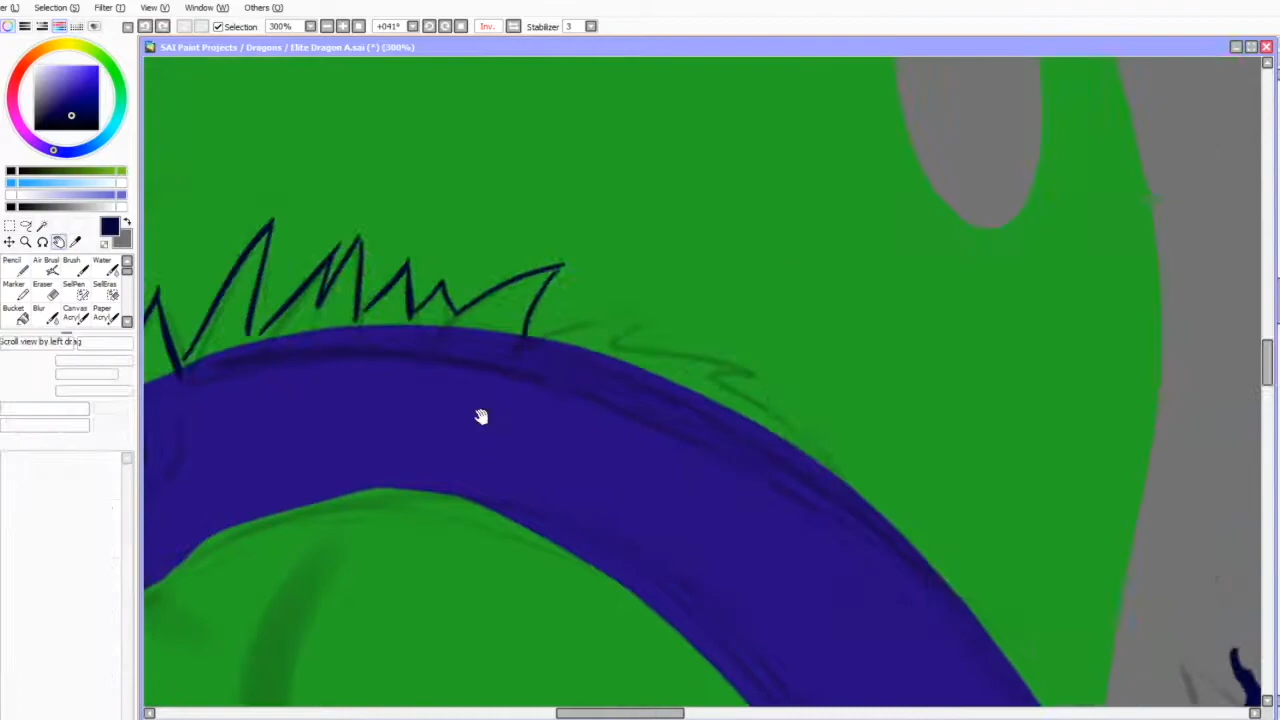 er (L) Selection (S) Filter (T) View (V) Window (W) Others (O)
Selection 300% +041° Inv. Stabilizer 3
SAI Paint Projects / Dragons / Elite Dragon A.sai (*) (300%)
Pencil Air Brus Brush Water
Marker Eraser SelPen SelEras
Bucket Blur Canvas Acryl Paper Acryl
Scroll view by left drag